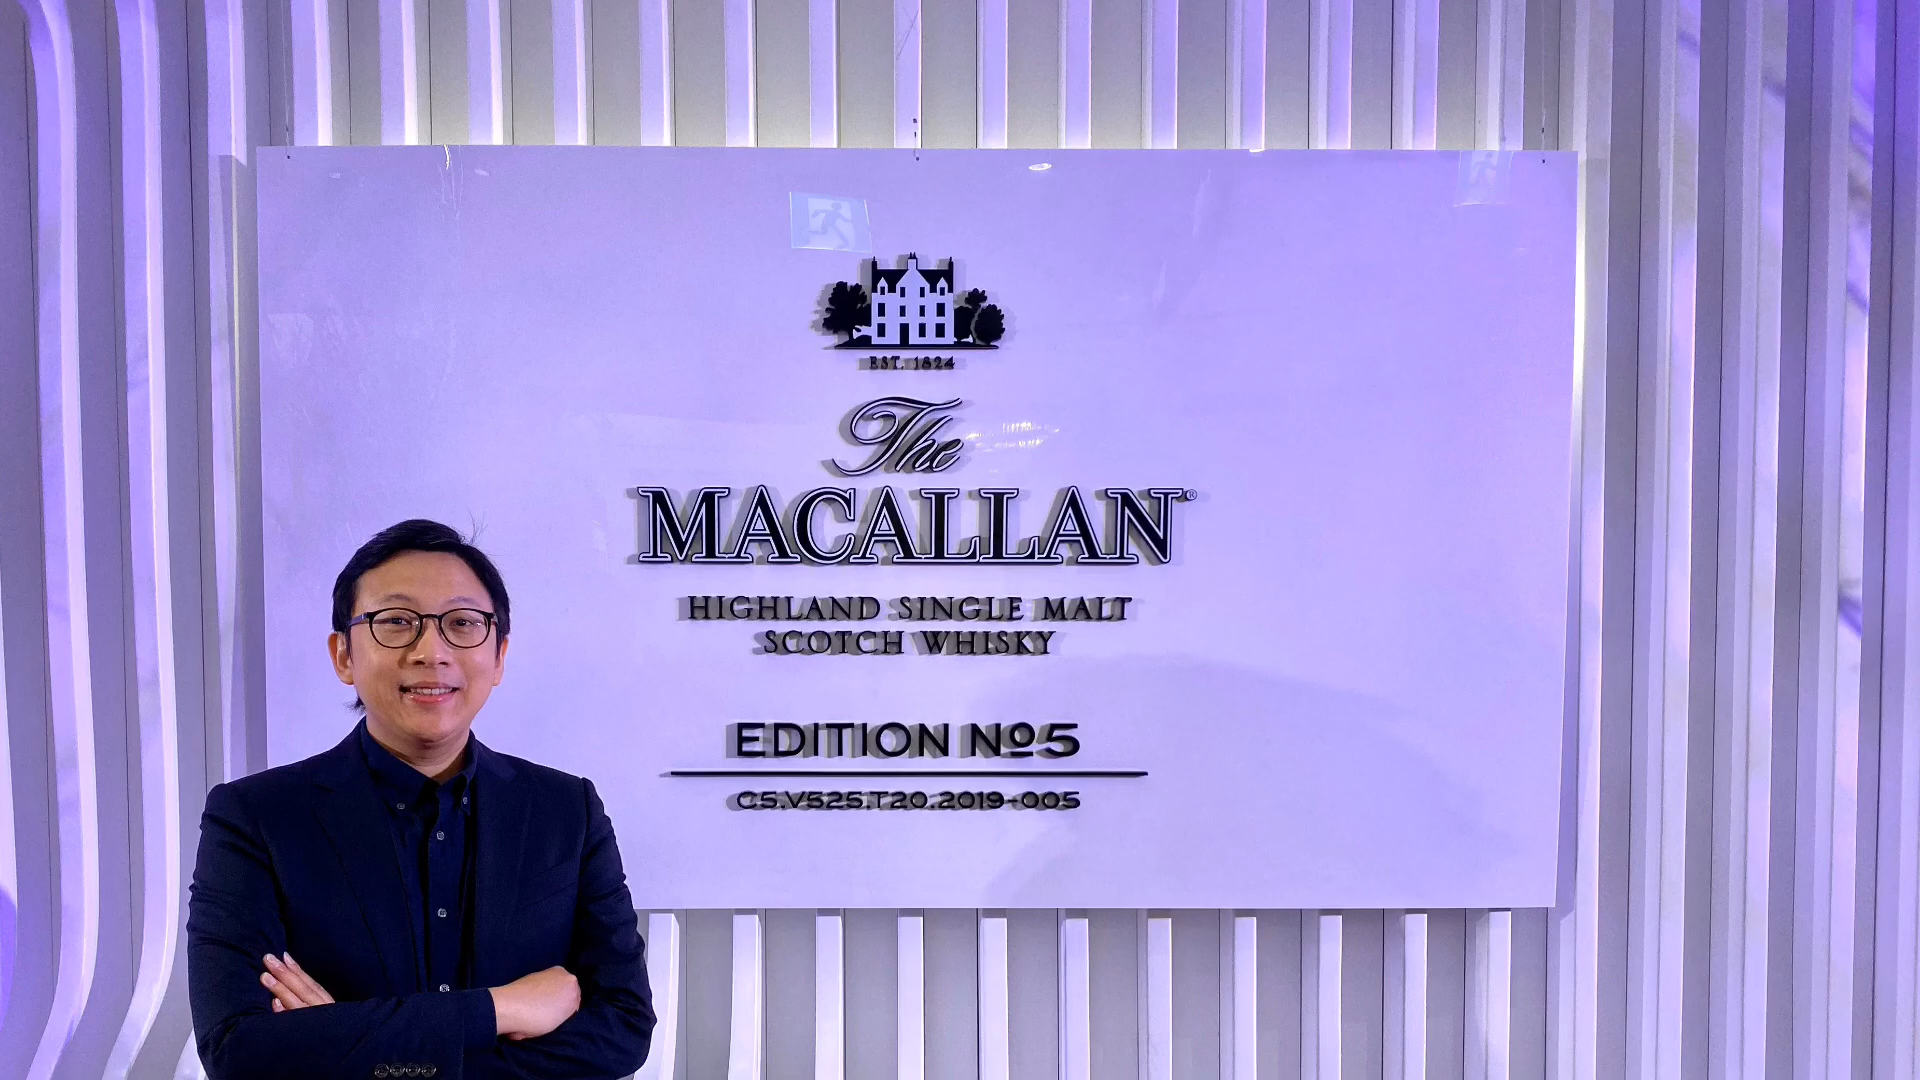 EST. 1824
The
MACALLAN®
HIGHLAND SINGLE MALT
SCOTCH WHISKY
EDITION Nº5
C5.V525.T20.2019-005